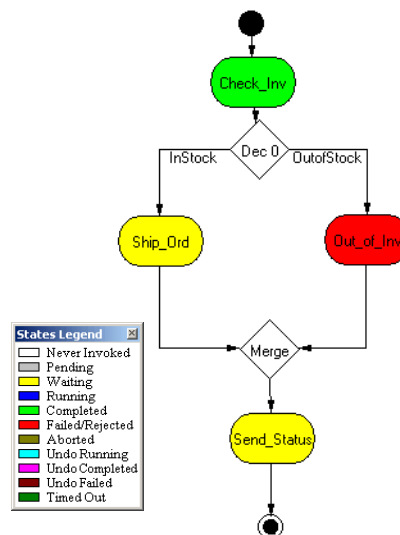 Check_Inv
InStock
Dec 0
OutofStock
Ship_Ord
Out_of_Inv
Merge
Send_Status
States Legend
Never Invoked
Pending
Waiting
Running
Completed
Failed/Rejected
Aborted
Undo Running
Undo Completed
Undo Failed
Timed Out